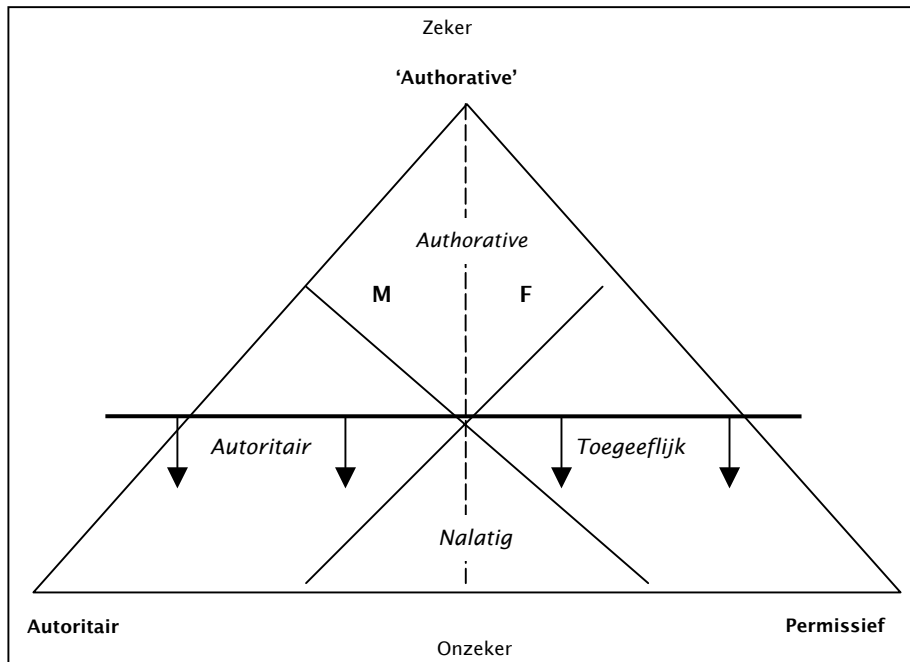 Zeker
‘Authorative’
Authorative
M F
Autoritair Toegeeflijk
Nalatig
Autoritair Permissief
Onzeker